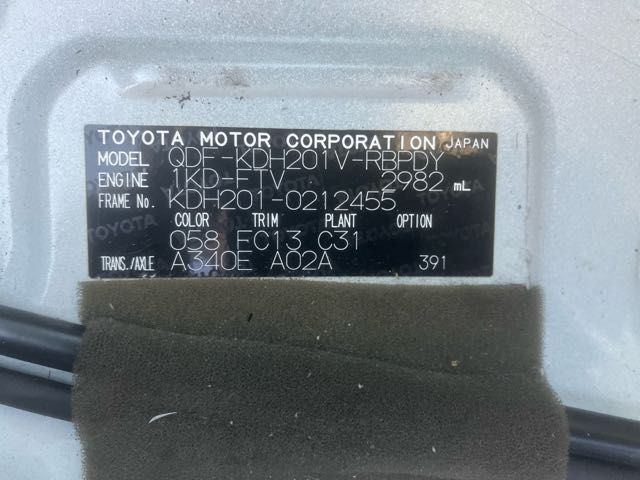 TOYOTA MOTOR CORPORATION JAPAN
MODEL QDF-KDH201V-RBPDY
ENGINE 1KD-FTV 2982 mL
FRAME No. KDH201-0212455
COLOR TRIM PLANT OPTION
058 FC13 C31
TRANS./AXLE A340E A02A 391